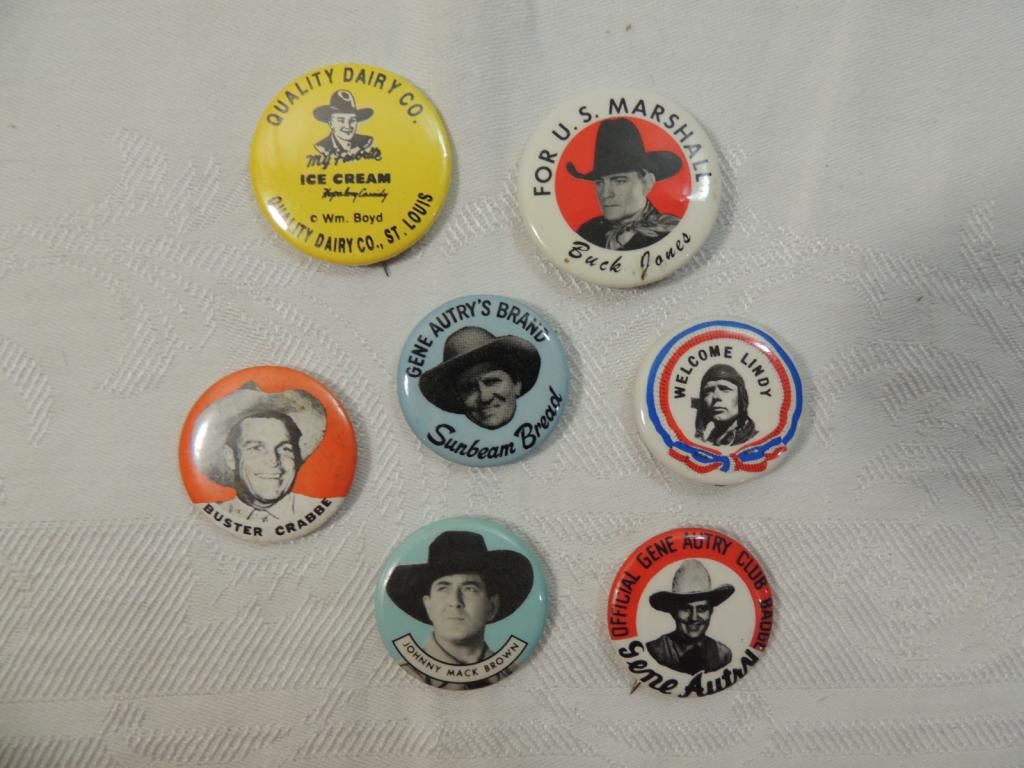 QUALITY DAIRY CO.
My Favorite
ICE CREAM
Hopalong Cassidy
© Wm. Boyd
QUALITY DAIRY CO., ST. LOUIS
FOR U.S. MARSHALL
Buck Jones
GENE AUTRY'S BRAND
Sunbeam Bread
WELCOME LINDY
BUSTER CRABBE
JOHNNY MACK BROWN
OFFICIAL GENE AUTRY CLUB BADGE
Gene Autry